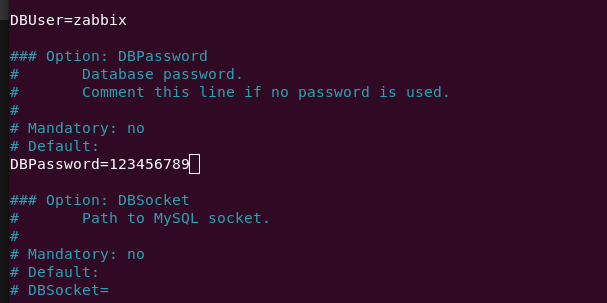 DBUser=zabbix
### Option: DBPassword
#       Database password.
#       Comment this line if no password is used.
#
# Mandatory: no
# Default:
DBPassword=123456789
### Option: DBSocket
#       Path to MySQL socket.
#
# Mandatory: no
# Default:
# DBSocket=